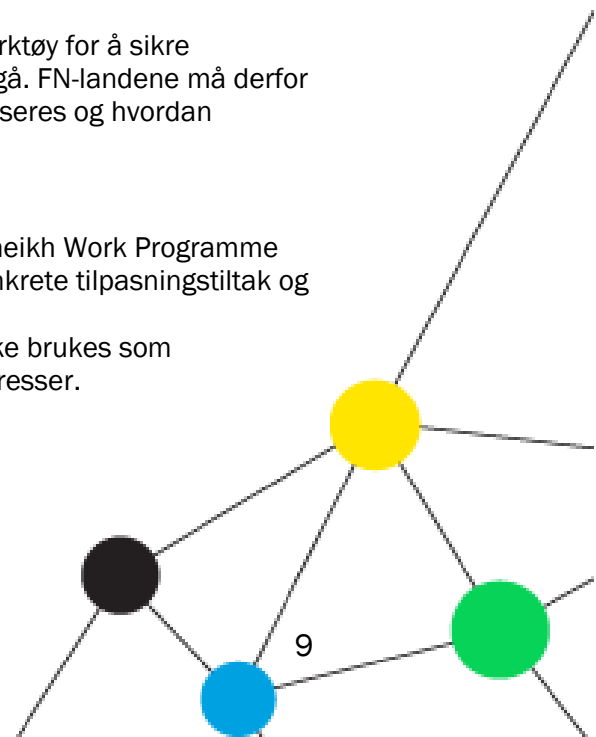 rktøy for å sikre
gå. FN-landene må derfor
seres og hvordan
heikh Work Programme
nkrete tilpasningstiltak og
ke brukes som
resser.
9